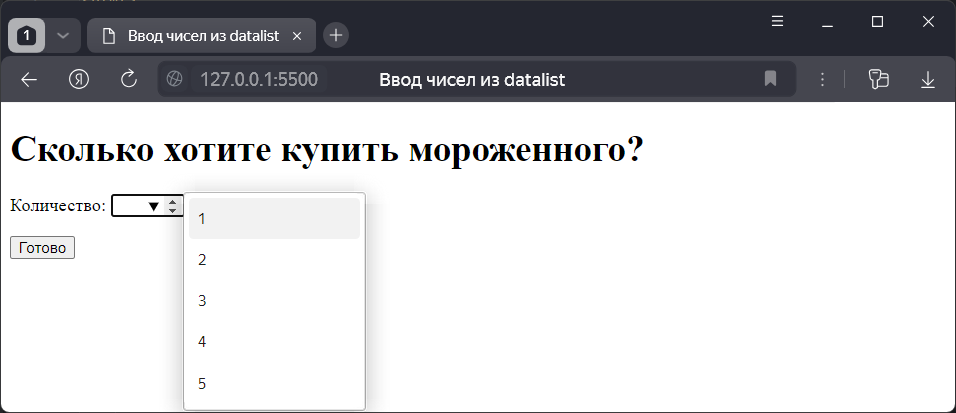 1
Ввод чисел из datalist
Я
127.0.0.1:5500
Ввод чисел из datalist
Сколько хотите купить мороженного?
Количество:
1
2
3
4
5
Готово